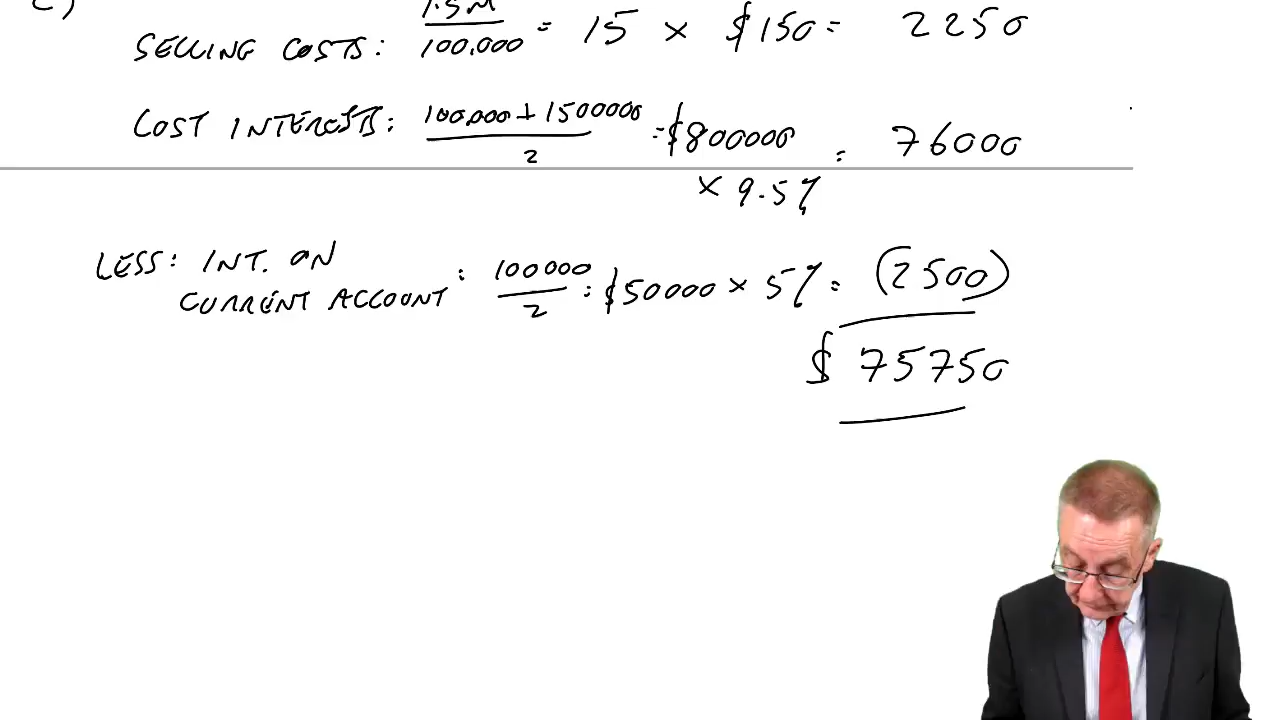 c)
SELLING COSTS: 1.5M / 100,000 = 15 × $150 = 2250
COST INTERESTS: 100,000 + 1500000 / 2 = $800000 × 9.5% = 76000
LESS: INT. ON
CURRENT ACCOUNT : 100000 / 2 = $50000 × 5% = (2500)
$ 75750